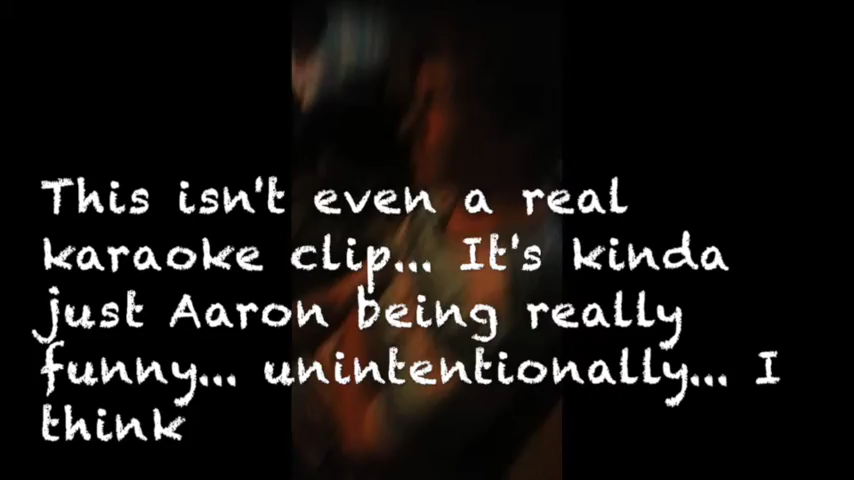 This isn't even a real
karaoke clip... It's kinda
just Aaron being really
funny... unintentionally... I
think